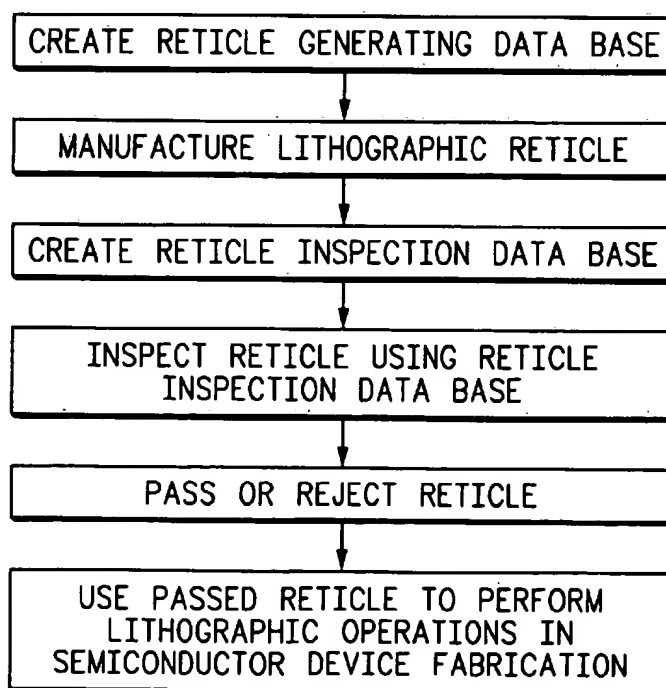 CREATE RETICLE GENERATING DATA BASE
MANUFACTURE LITHOGRAPHIC RETICLE
CREATE RETICLE INSPECTION DATA BASE
INSPECT RETICLE USING RETICLE
INSPECTION DATA BASE
PASS OR REJECT RETICLE
USE PASSED RETICLE TO PERFORM
LITHOGRAPHIC OPERATIONS IN
SEMICONDUCTOR DEVICE FABRICATION